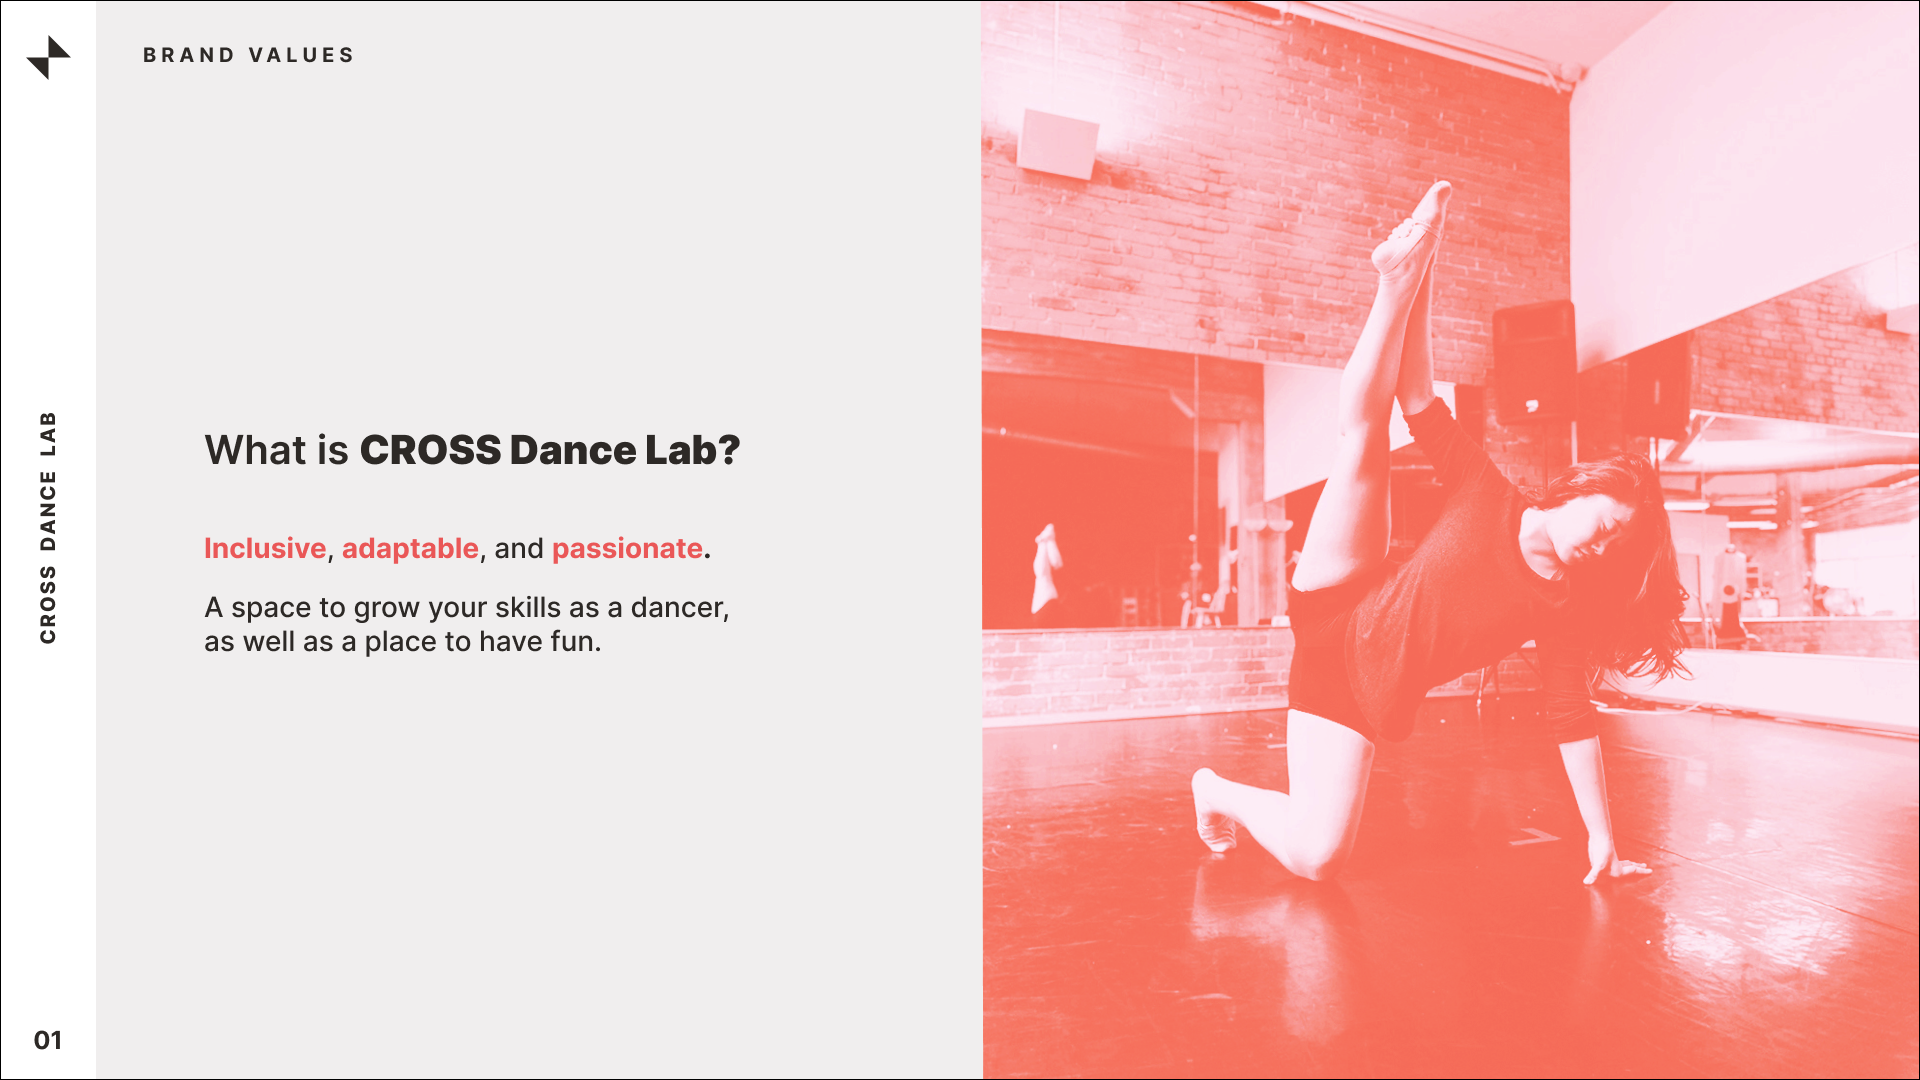 BRAND VALUES
CROSS DANCE LAB
What is CROSS Dance Lab?
Inclusive, adaptable, and passionate.
A space to grow your skills as a dancer,
as well as a place to have fun.
01